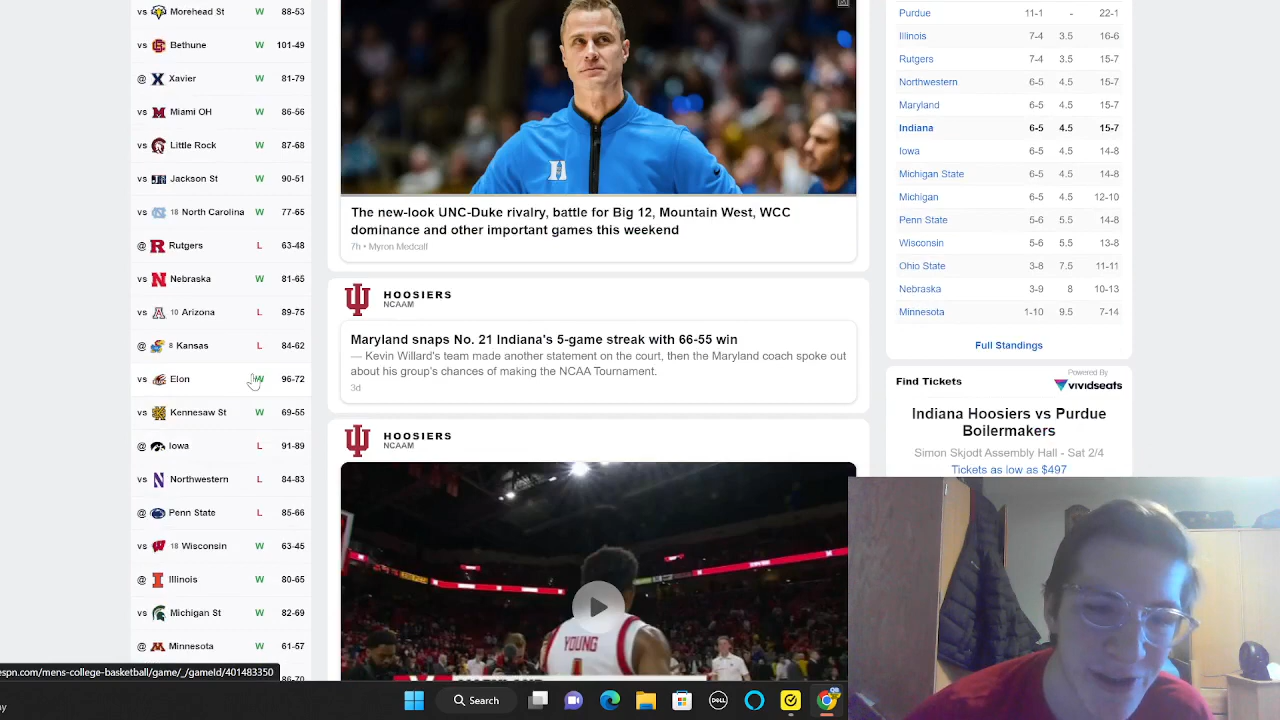 vs Morehead St W 88-53
vs Bethune W 101-49
@ Xavier W 81-79
vs Miami OH W 86-56
vs Little Rock W 87-68
vs Jackson St W 90-51
vs 18 North Carolina W 77-65
@ Rutgers L 63-48
vs Nebraska W 81-65
vs 10 Arizona L 89-75
@ 8 Kansas L 84-62
vs Elon W 96-72
vs Kennesaw St W 69-55
@ Iowa L 91-89
vs Northwestern L 84-83
@ Penn State L 85-66
vs 18 Wisconsin W 63-45
@ Illinois W 80-65
vs Michigan St W 82-69
@ Minnesota W 61-57
espn.com/mens-college-basketball/game/_/gameId/401483350
The new-look UNC-Duke rivalry, battle for Big 12, Mountain West, WCC
dominance and other important games this weekend
7h • Myron Medcalf
HOOSIERS
NCAAM
Maryland snaps No. 21 Indiana's 5-game streak with 66-55 win
— Kevin Willard's team made another statement on the court, then the Maryland coach spoke out
about his group's chances of making the NCAA Tournament.
3d
HOOSIERS
NCAAM
YOUNG
Purdue 11-1 - 22-1
Illinois 7-4 3.5 16-6
Rutgers 7-4 3.5 15-7
Northwestern 6-5 4.5 15-7
Maryland 6-5 4.5 15-7
Indiana 6-5 4.5 15-7
Iowa 6-5 4.5 14-8
Michigan State 6-5 4.5 14-8
Michigan 6-5 4.5 12-10
Penn State 5-6 5.5 14-8
Wisconsin 5-6 5.5 13-8
Ohio State 3-8 7.5 11-11
Nebraska 3-9 8 10-13
Minnesota 1-10 9.5 7-14
Full Standings
Find Tickets
Powered By
vividseats
Indiana Hoosiers vs Purdue
Boilermakers
Simon Skjodt Assembly Hall - Sat 2/4
Tickets as low as $497
Search
DELL